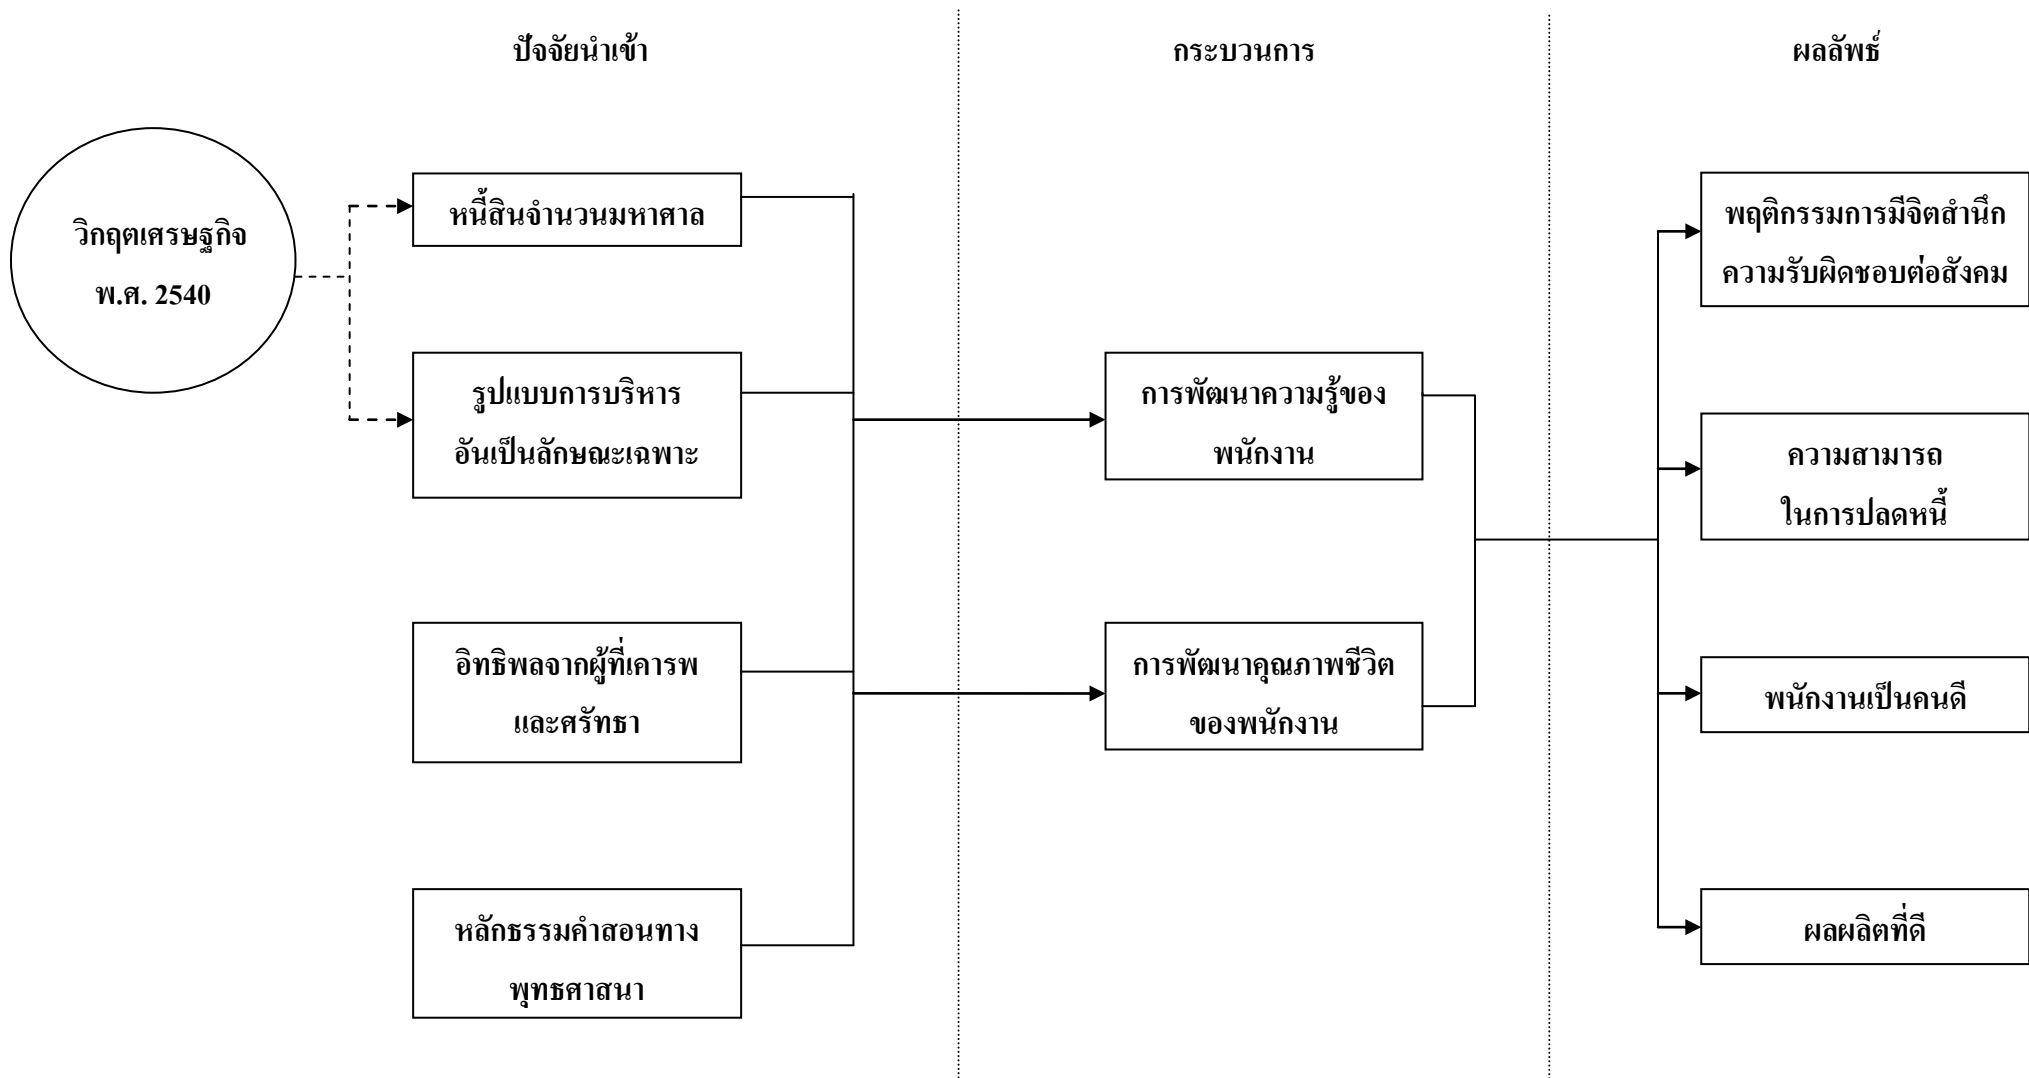 ปัจจัยนำเข้า
กระบวนการ
ผลลัพธ์
วิกฤตเศรษฐกิจ
พ.ศ. 2540
หนี้สินจำนวนมหาศาล
รูปแบบการบริหาร
อันเป็นลักษณะเฉพาะ
อิทธิพลจากผู้ที่เคารพ
และศรัทธา
หลักธรรมคำสอนทาง
พุทธศาสนา
การพัฒนาความรู้ของ
พนักงาน
การพัฒนาคุณภาพชีวิต
ของพนักงาน
พฤติกรรมการมีจิตสำนึก
ความรับผิดชอบต่อสังคม
ความสามารถ
ในการปลดหนี้
พนักงานเป็นคนดี
ผลผลิตที่ดี